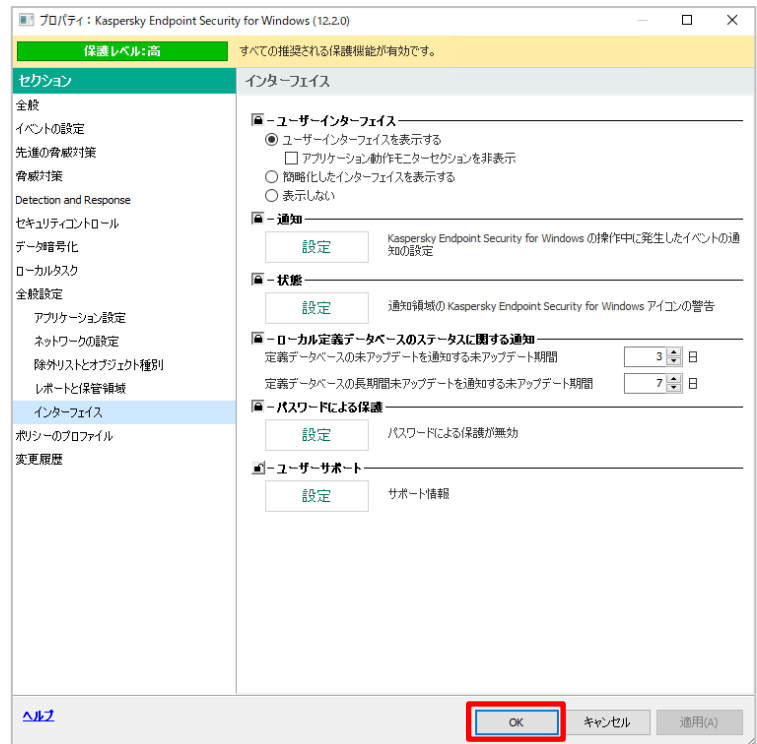 プロパティ：Kaspersky Endpoint Security for Windows (12.2.0)
保護レベル:高
すべての推奨される保護機能が有効です。
セクション
インターフェイス
全般
イベントの設定
先進の脅威対策
脅威対策
Detection and Response
セキュリティコントロール
データ暗号化
ローカルタスク
全般設定
アプリケーション設定
ネットワークの設定
除外リストとオブジェクト種別
レポートと保管領域
インターフェイス
ポリシーのプロファイル
変更履歴
ユーザーインターフェイス
ユーザーインターフェイスを表示する
アプリケーション動作モニターセクションを非表示
簡略化したインターフェイスを表示する
表示しない
通知
設定
Kaspersky Endpoint Security for Windows の操作中に発生したイベントの通
知の設定
状態
設定
通知領域の Kaspersky Endpoint Security for Windows アイコンの警告
ローカル定義データベースのステータスに関する通知
定義データベースの未アップデートを通知する未アップデート期間 3 日
定義データベースの長期間未アップデートを通知する未アップデート期間 7 日
パスワードによる保護
設定
パスワードによる保護が無効
ユーザーサポート
設定
サポート情報
ヘルプ
OK
キャンセル
適用(A)